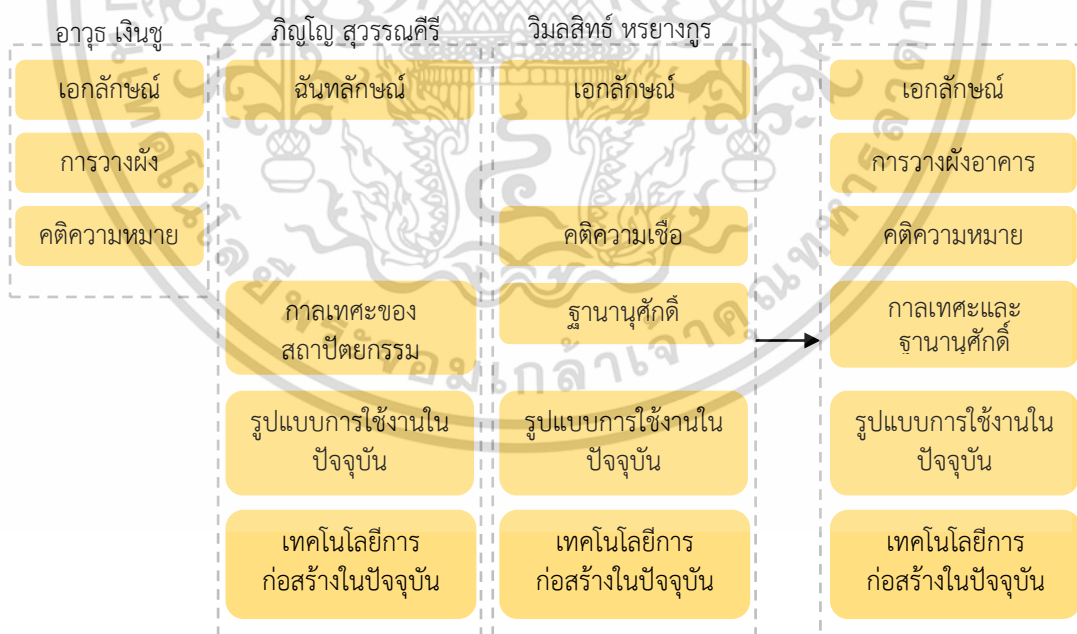 อาวุธ เงินชู
ภิญโญ สุวรรณคีรี
วิมลสิทธ์ หรยางกูร
เอกลักษณ์
ฉันทลักษณ์
เอกลักษณ์
เอกลักษณ์
การวางผัง
การวางผังอาคาร
คติความหมาย
คติความเชื่อ
คติความหมาย
กาลเทศะของ
สถาปัตยกรรม
ฐานานุศักดิ์
กาลเทศะและ
ฐานานุศักดิ์
รูปแบบการใช้งานใน
ปัจจุบัน
รูปแบบการใช้งานใน
ปัจจุบัน
รูปแบบการใช้งานใน
ปัจจุบัน
เทคโนโลยีการ
ก่อสร้างในปัจจุบัน
เทคโนโลยีการ
ก่อสร้างในปัจจุบัน
เทคโนโลยีการ
ก่อสร้างในปัจจุบัน